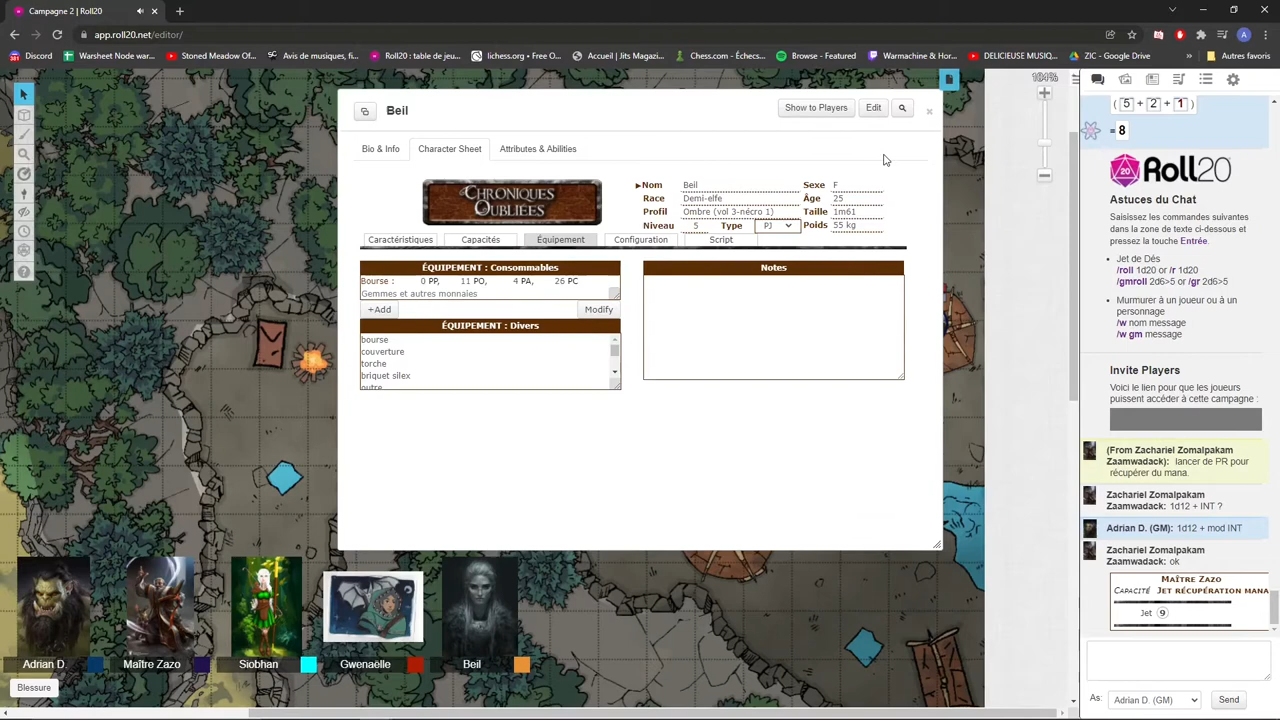 Campagne 2 | Roll20
app.roll20.net/editor/
Discord
Warsheet Node war...
Stoned Meadow Of...
Avis de musiques, fi...
Roll20 : table de jeu...
lichess.org
Accueil | Jits Magazi...
Chess.com - Échecs...
Browse - Featured
Warmachine & Hor...
DELICIEUSE MUSIQ...
ZIC - Google Drive
Autres favoris
184%
Beil
Show to Players
Edit
Bio & Info
Character Sheet
Attributes & Abilities
CHRONIQUES OUBLIÉES
Nom Beil Sexe F
Race Demi-elfe Âge 25
Profil Ombre (vol 3-nécro 1) Taille 1m61
Niveau 5 Type PJ Poids 55 kg
Caractéristiques
Capacités
Équipement
Configuration
Script
ÉQUIPEMENT : Consommables
Bourse : 0 PP, 11 PO, 4 PA, 26 PC
Gemmes et autres monnaies
+Add
Modify
ÉQUIPEMENT : Divers
bourse
couverture
torche
briquet silex
outre
Notes
( 5 + 2 + 1 )
= 8
20
Roll20
Astuces du Chat
Saisissez les commandes suivantes
dans la zone de texte ci-dessous et
pressez la touche Entrée.
Jet de Dés
/roll 1d20 or /r 1d20
/gmroll 2d6>5 or /gr 2d6>5
Murmurer à un joueur ou à un
personnage
/w nom message
/w gm message
Invite Players
Voici le lien pour que les joueurs
puissent accéder à cette campagne :
(From Zachariel Zomalpakam
Zaamwadack): lancer de PR pour
récupérer du mana.
Zachariel Zomalpakam
Zaamwadack: 1d12 + INT ?
Adrian D. (GM): 1d12 + mod INT
Zachariel Zomalpakam
Zaamwadack: ok
MAÎTRE ZAZO
CAPACITÉ JET RÉCUPÉRATION MANA
Jet 9
Adrian D.
Maître Zazo
Siobhan
Gwenaëlle
Beil
Blessure
As:
Adrian D. (GM)
Send